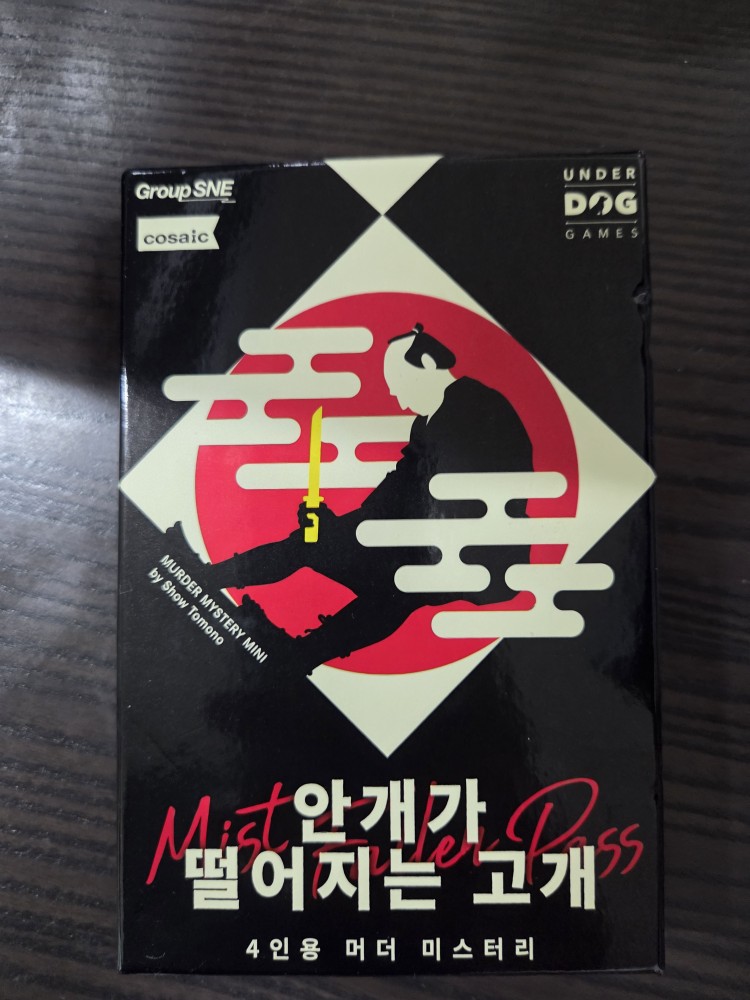 Group SNE
cosaic
UNDER
DOG
GAMES
MURDER MYSTERY MINI
by Show Tomono
Mist Pass
안개가
떨어지는 고개
4인용 머더 미스터리